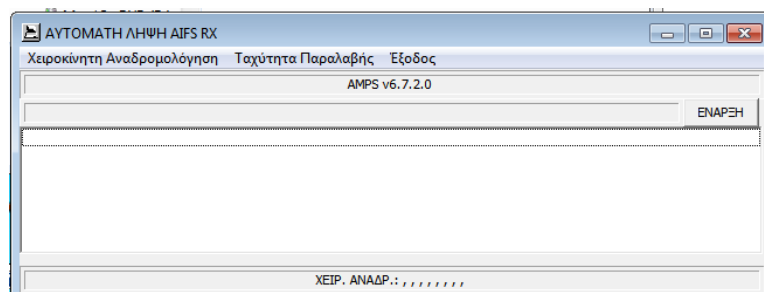 ΑΥΤΟΜΑΤΗ ΛΗΨΗ AIFS RX
Χειροκίνητη Αναδρομολόγηση Ταχύτητα Παραλαβής Έξοδος
AMPS v6.7.2.0
ΕΝΑΡΞΗ
ΧΕΙΡ. ΑΝΑΔΡ.: , , , , , , , ,